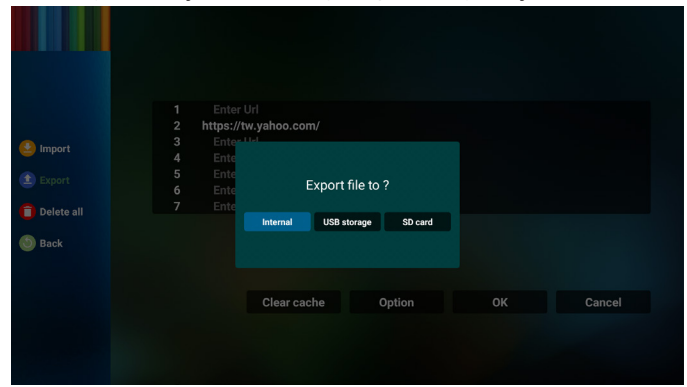 Import
Export
Delete all
Back
1 Enter Url
2 https://tw.yahoo.com/
3 Enter Url
4 Ente
5 Ente
6 Ente
7 Ente
Export file to ?
Internal USB storage SD card
Clear cache Option OK Cancel